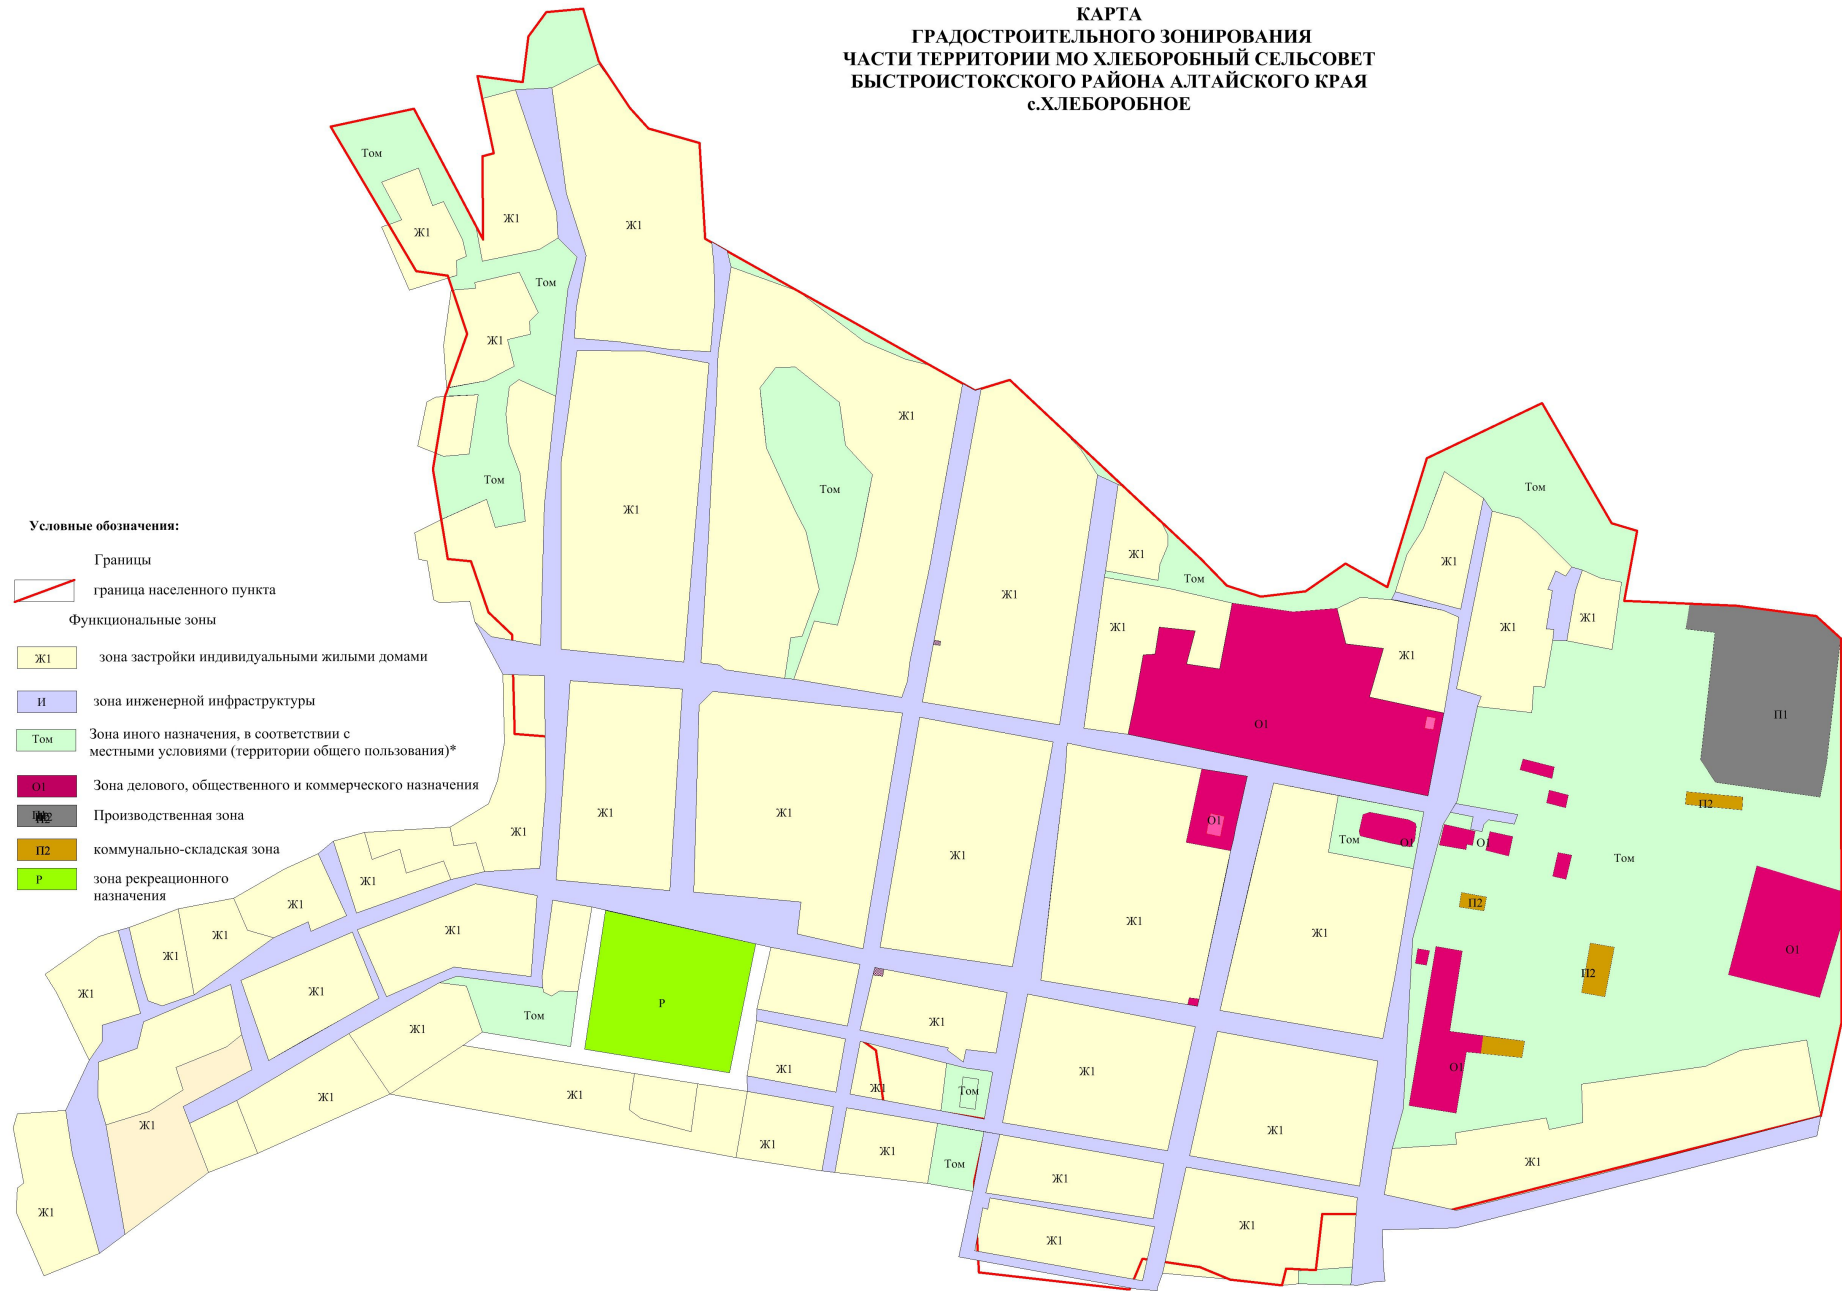 КАРТА
ГРАДОСТРОИТЕЛЬНОГО ЗОНИРОВАНИЯ
ЧАСТИ ТЕРРИТОРИИ МО ХЛЕБОРОБНЫЙ СЕЛЬСОВЕТ
БЫСТРОИСТОКСКОГО РАЙОНА АЛТАЙСКОГО КРАЯ
с.ХЛЕБОРОБНОЕ
Том
Ж1
Ж1
Ж1
Том
Ж1
Ж1
Том
Том
Ж1
Том
Том
Ж1
Ж1
Ж1
Том
Ж1
Ж1
Ж1
Ж1
Ж1
О1
П1
Условные обозначения:
Границы
граница населенного пункта
Функциональные зоны
Ж1 зона застройки индивидуальными жилыми домами
И зона инженерной инфраструктуры
Том Зона иного назначения, в соответствии с
местными условиями (территории общего пользования)*
О1 Зона делового, общественного и коммерческого назначения
Производственная зона
П2 коммунально-складская зона
Р зона рекреационного
назначения
Ж1
Ж1
Ж1
Ж1
О1
Том
О1
О1
П2
Том
Ж1
Ж1
Ж1
Ж1
Ж1
Ж1
Ж1
Ж1
П2
О1
П2
Ж1
Ж1
Р
Том
Ж1
Ж1
Ж1
Ж1
Ж1
Том
Ж1
О1
Ж1
Ж1
Ж1
Ж1
Ж1
Том
Ж1
Ж1
Ж1
Ж1
Ж1